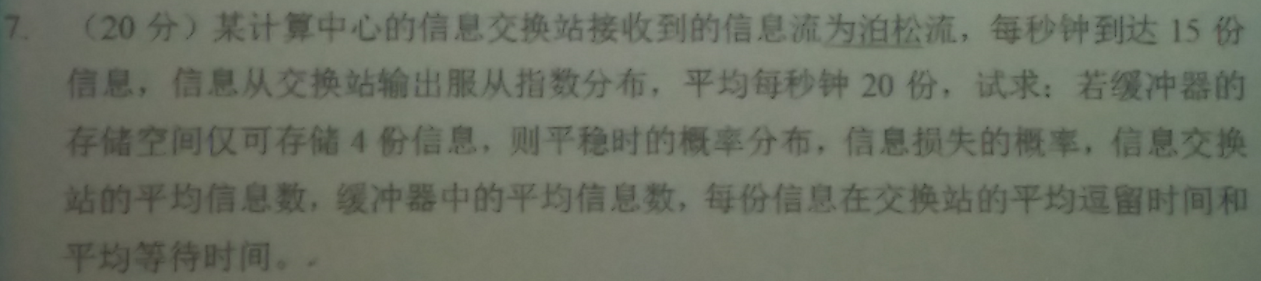 7. （20 分）某计算中心的信息交换站接收到的信息流为泊松流，每秒钟到达 15 份
信息，信息从交换站输出服从指数分布，平均每秒钟 20 份，试求：若缓冲器的
存储空间仅可存储 4 份信息，则平稳时的概率分布，信息损失的概率，信息交换
站的平均信息数，缓冲器中的平均信息数，每份信息在交换站的平均逗留时间和
平均等待时间。